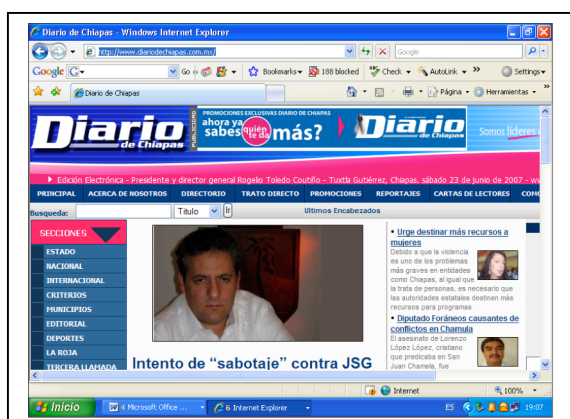 Diario de Chiapas - Windows Internet Explorer
http://www.diariodechiapas.com.mx/
Google
Google
Go
Bookmarks
188 blocked
Check
AutoLink
Settings
Diario de Chiapas
Página
Herramientas
Diario
de Chiapas
PUBLICIDAD
PROMOCIONES EXCLUSIVAS DIARIO DE CHIAPAS
ahora ya
sabes quién te da más?
Diario
de Chiapas
Somos líderes
Edición Electrónica - Presidente y director general Rogelio Toledo Coutiño - Tuxtla Gutiérrez, Chiapas, sábado 23 de junio de 2007 - ww
PRINCIPAL ACERCA DE NOSOTROS DIRECTORIO TRATO DIRECTO PROMOCIONES REPORTAJES CARTAS DE LECTORES COMO
Busqueda: Titulo Ir Ultimos Encabezados
SECCIONES
ESTADO
NACIONAL
INTERNACIONAL
CRITERIOS
MUNICIPIOS
EDITORIAL
DEPORTES
LA ROJA
TERCERA LLAMADA
Intento de “sabotaje” contra JSG
• Urge destinar más recursos a
mujeres
Debido a que la violencia
es uno de los problemas
más graves en entidades
como Chiapas, al igual que
la trata de personas, es necesario que
las autoridades estatales destinen más
recursos para programas
• Diputado Foráneos causantes de
conflictos en Chamula
El asesinato de Lorenzo
López López, cristiano
que predicaba en San
Juan Chamela, fue
Internet
100%
Inicio
4 Microsoft Office ...
6 Internet Explorer
ES
19:07